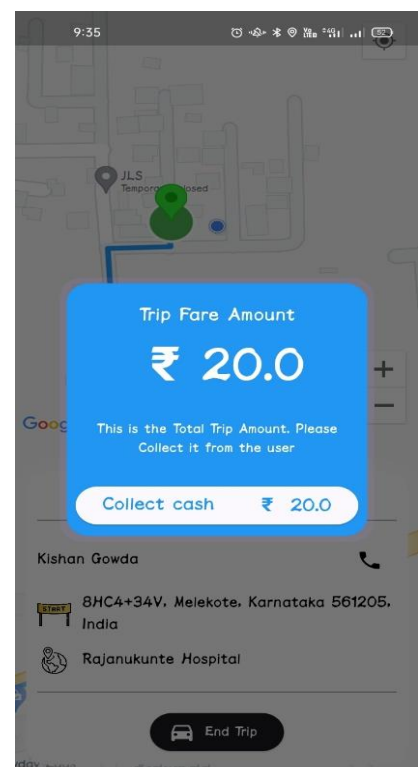 9:35
JLS
Temporarily closed
Trip Fare Amount
₹ 20.0
This is the Total Trip Amount. Please
Collect it from the user
Collect cash ₹ 20.0
Goog
Kishan Gowda
START
8HC4+34V, Melekote, Karnataka 561205,
India
Rajanukunte Hospital
End Trip